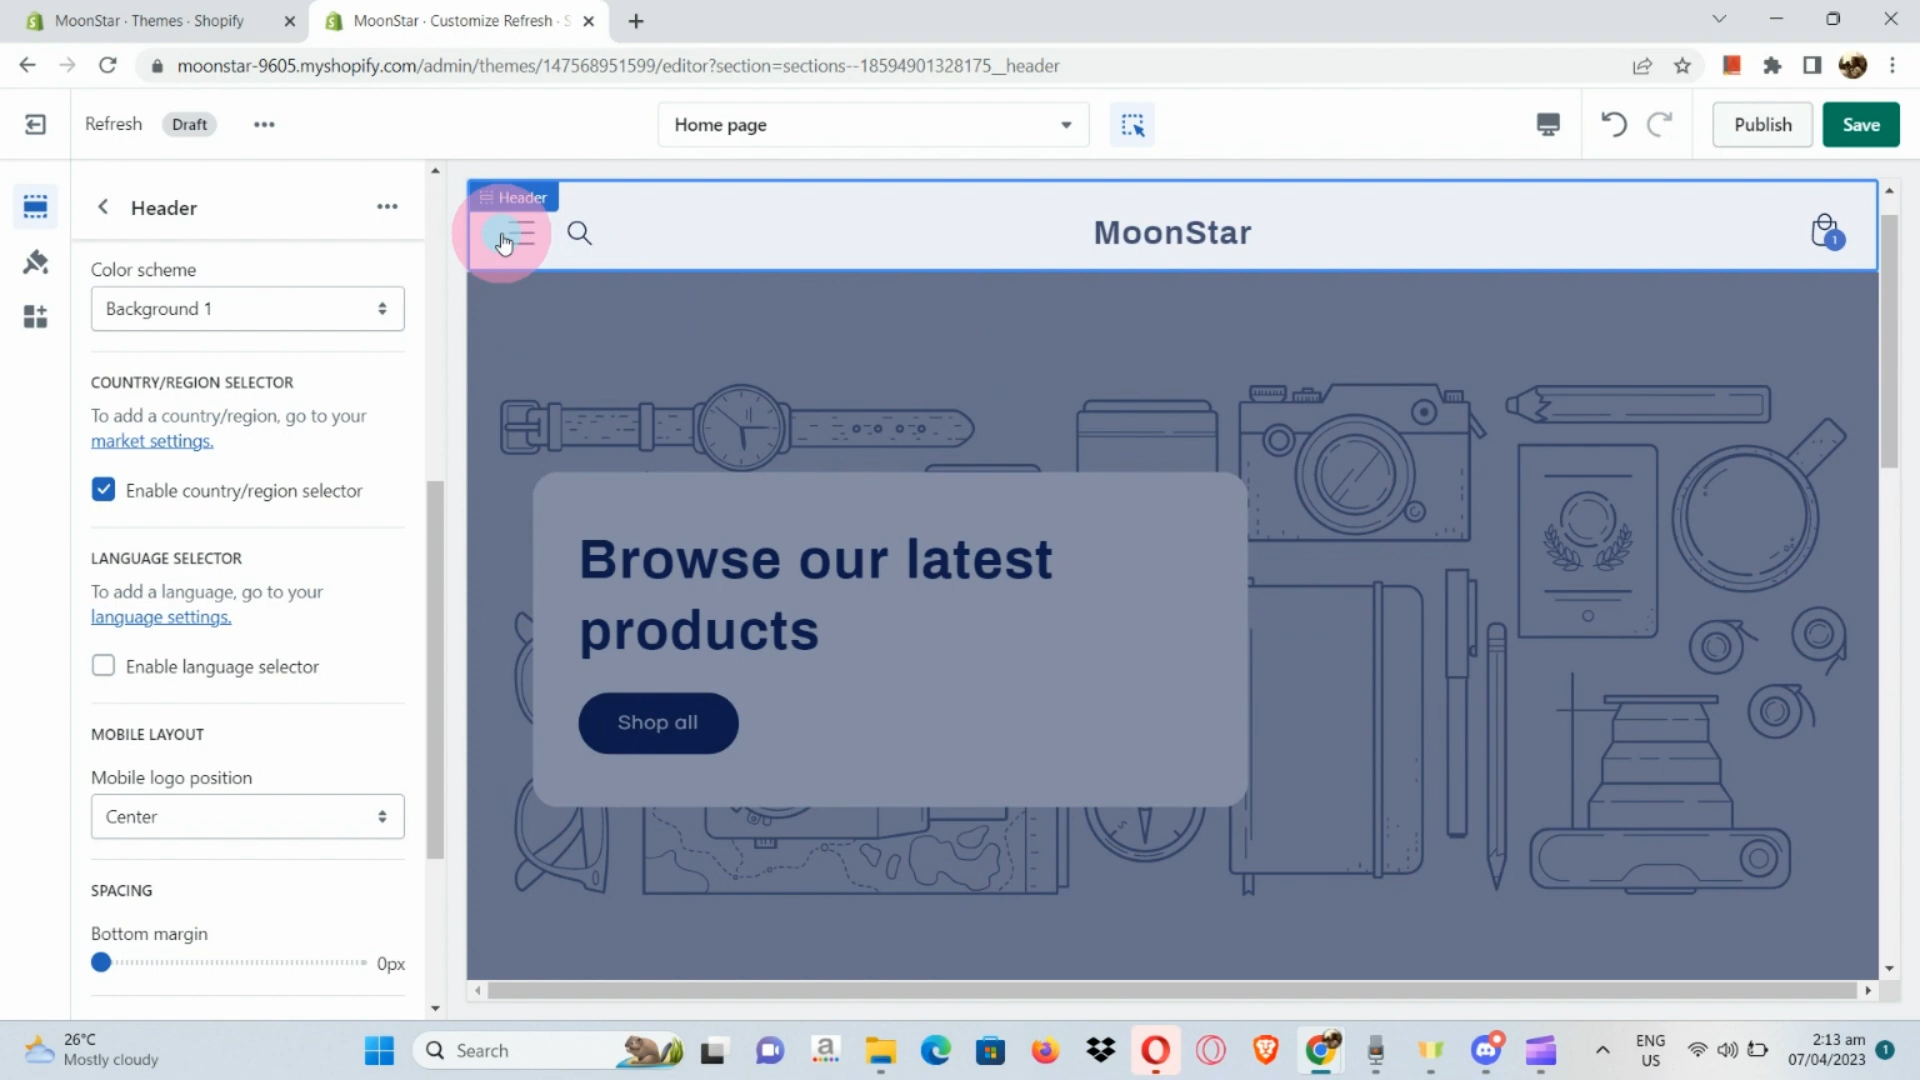 MoonStar · Themes · Shopify
MoonStar · Customize Refresh · S
moonstar-9605.myshopify.com/admin/themes/147568951599/editor?section=sections--18594901328175__header
Refresh
Draft
Home page
Publish
Save
Header
Color scheme
Background 1
COUNTRY/REGION SELECTOR
To add a country/region, go to your
market settings.
Enable country/region selector
LANGUAGE SELECTOR
To add a language, go to your
language settings.
Enable language selector
MOBILE LAYOUT
Mobile logo position
Center
SPACING
Bottom margin
0px
Header
MoonStar
1
Browse our latest
products
Shop all
26°C
Mostly cloudy
Search
a
ENG
US
2:13 am
07/04/2023
1